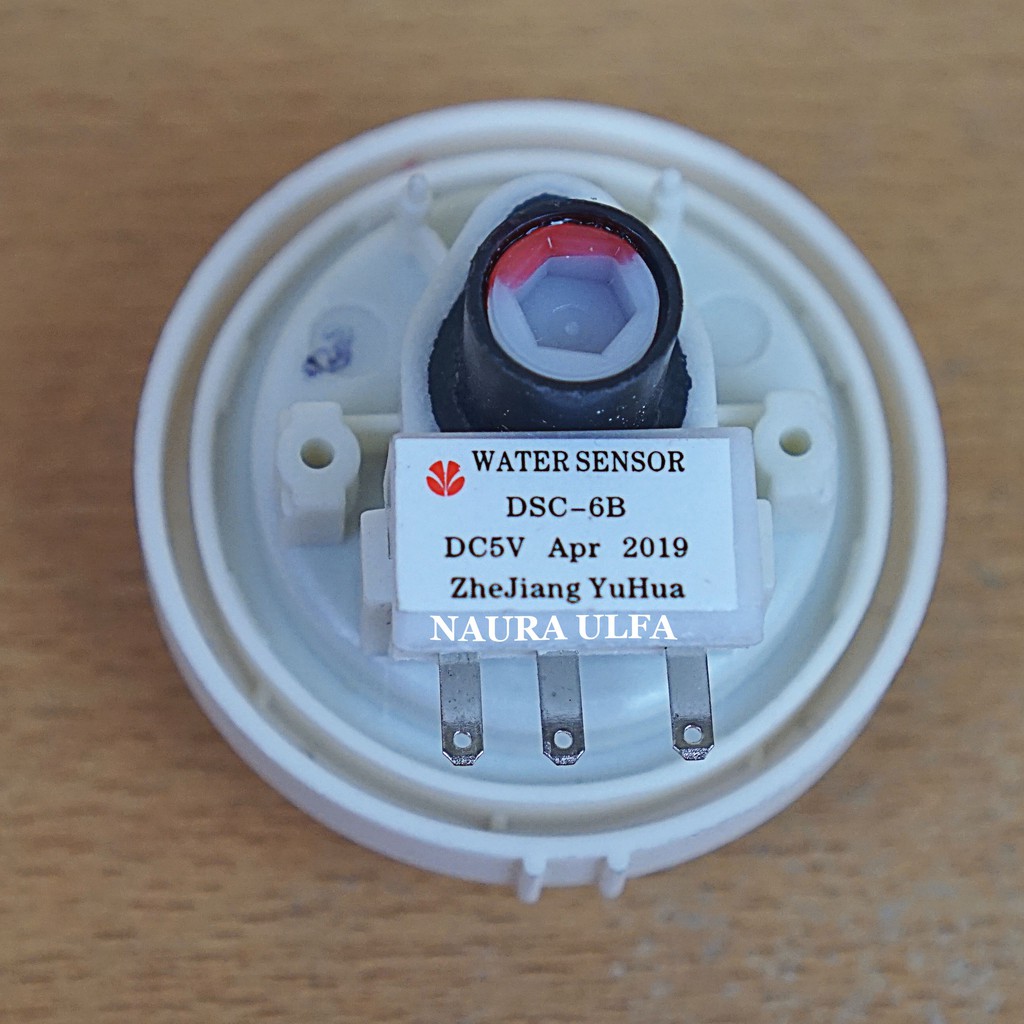 WATER SENSOR
DSC-6B
DC5V Apr 2019
ZheJiang YuHua
NAURA ULFA